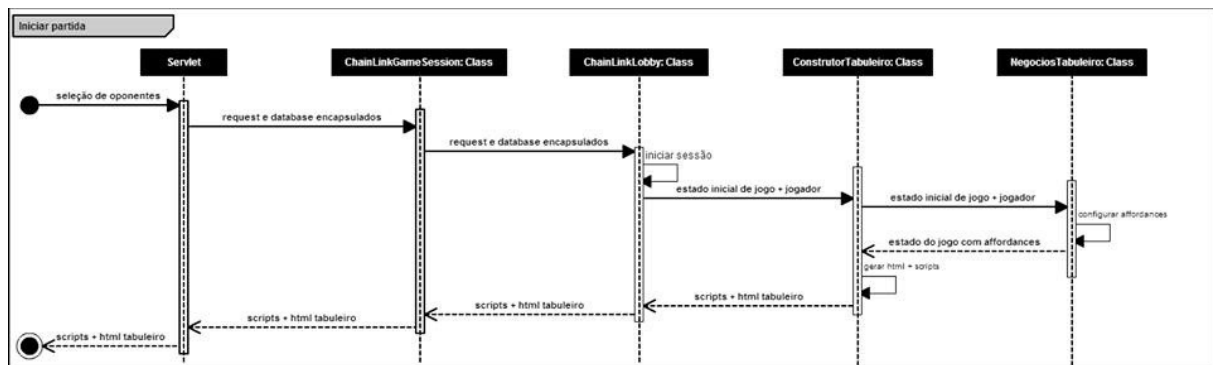 Iniciar partida
Servlet
ChainLinkGameSession: Class
ChainLinkLobby: Class
ConstrutorTabuleiro: Class
NegociosTabuleiro: Class
seleção de oponentes
request e database encapsulados
request e database encapsulados
iniciar sessão
estado inicial de jogo + jogador
estado inicial de jogo + jogador
configurar affordances
estado do jogo com affordances
gerar html + scripts
scripts + html tabuleiro
scripts + html tabuleiro
scripts + html tabuleiro
scripts + html tabuleiro